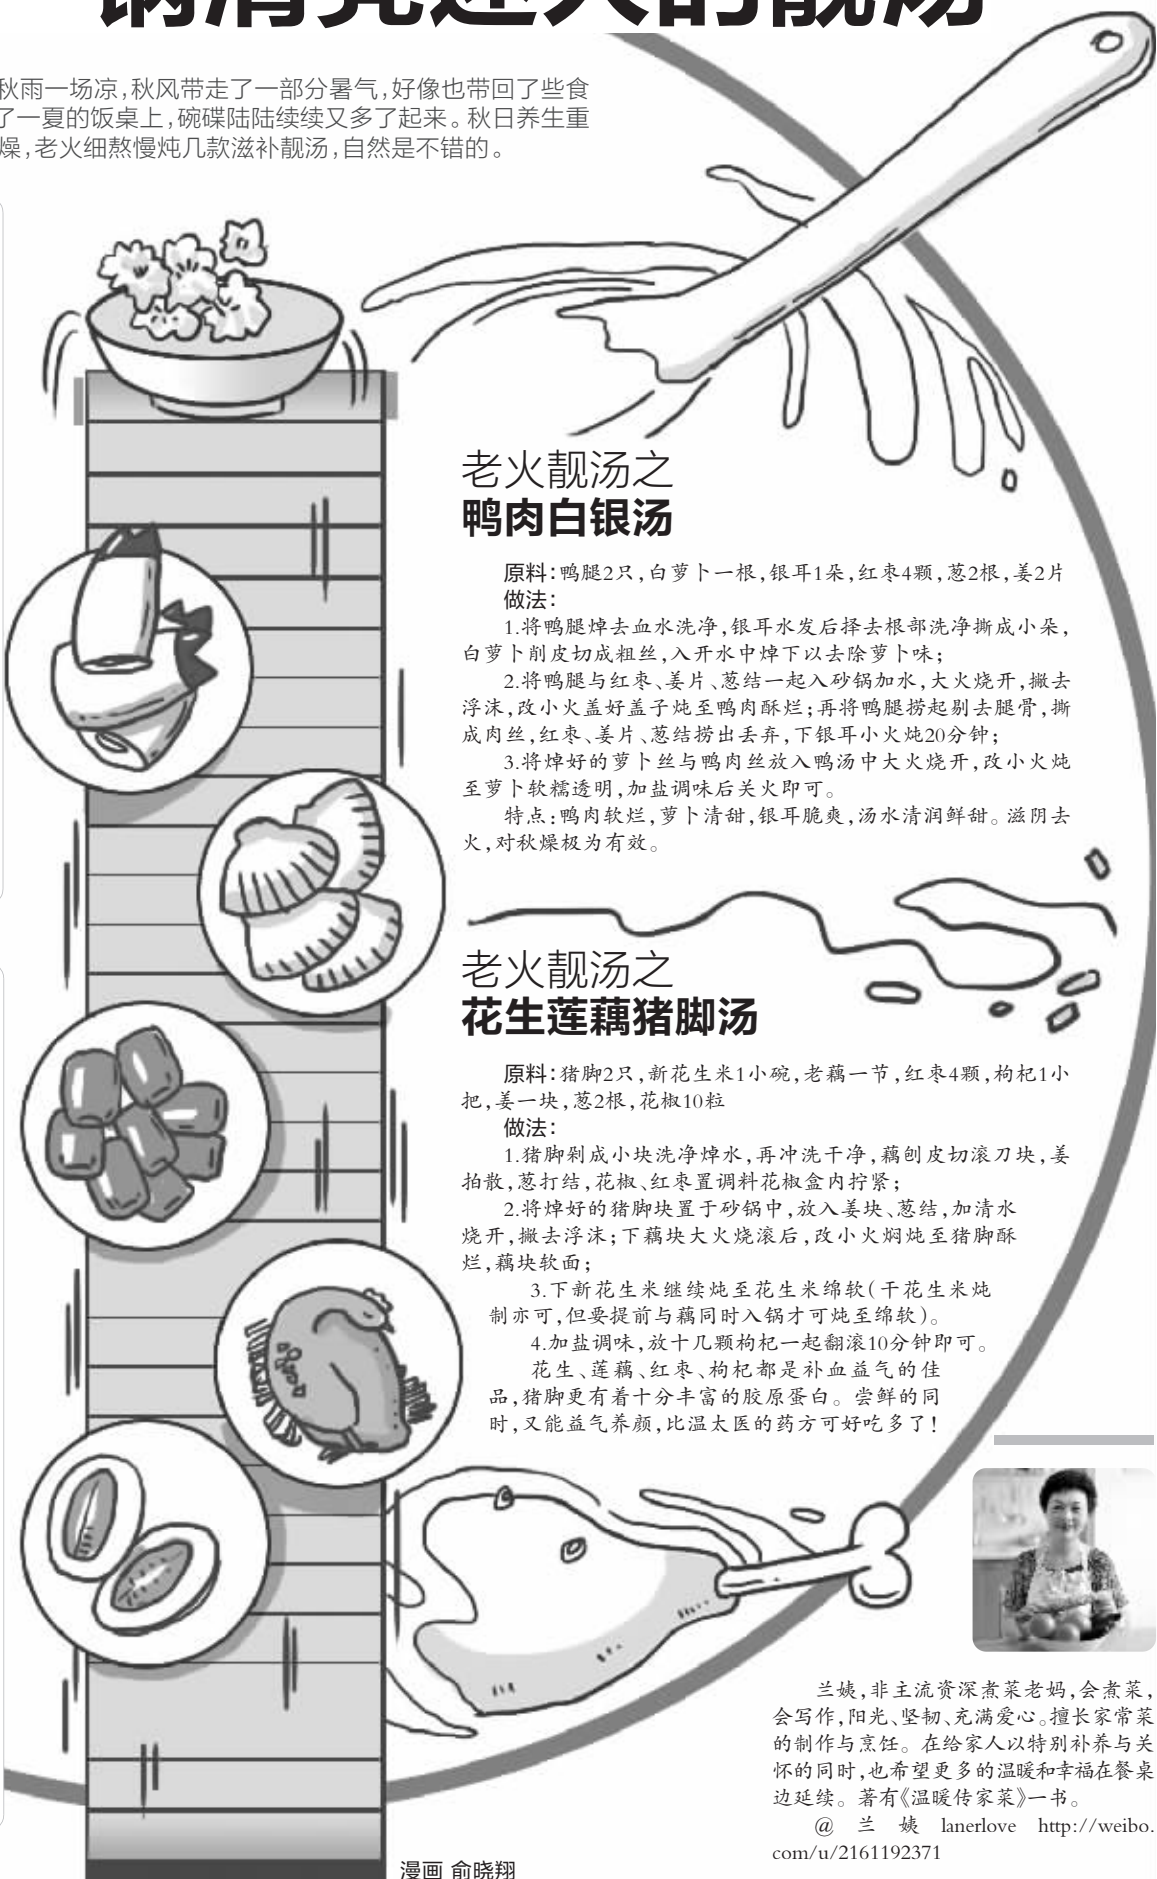 锅清亮还人的靓汤
秋雨一场凉,秋风带走了一部分暑气,好像也带回了些食
了一夏的饭桌上,碗碟陆陆续续又多了起来。秋日养生重
燥,老火细熬慢炖几款滋补靓汤,自然是不错的。
老火靓汤之
鸭肉白银汤
原料:鸭腿2只,白萝卜一根,银耳1朵,红枣4颗,葱2根,姜2片
做法:
1.将鸭腿焯去血水洗净,银耳水发后择去根部洗净撕成小朵,
白萝卜削皮切成粗丝,入开水中焯下以去除萝卜味;
2.将鸭腿与红枣、姜片、葱结一起入砂锅加水,大火烧开,撇去
浮沫,改小火盖好盖子炖至鸭肉酥烂;再将鸭腿捞起剔去腿骨,撕
成肉丝,红枣、姜片、葱结捞出丢弃,下银耳小火炖20分钟;
3.将焯好的萝卜丝与鸭肉丝放入鸭汤中大火烧开,改小火炖
至萝卜软糯透明,加盐调味后关火即可。
特点:鸭肉软烂,萝卜清甜,银耳脆爽,汤水清润鲜甜。滋阴去
火,对秋燥极为有效。
老火靓汤之
花生莲藕猪脚汤
原料:猪脚2只,新花生米1小碗,老藕一节,红枣4颗,枸杞1小
把,姜一块,葱2根,花椒10粒
做法:
1.猪脚剁成小块洗净焯水,再冲洗干净,藕刨皮切滚刀块,姜
拍散,葱打结,花椒、红枣置调料花椒盒内拧紧;
2.将焯好的猪脚块置于砂锅中,放入姜块、葱结,加清水
烧开,撇去浮沫;下藕块大火烧滚后,改小火焖炖至猪脚酥
烂,藕块软面;
3.下新花生米继续炖至花生米绵软(干花生米炖
制亦可,但要提前与藕同时入锅才可炖至绵软)。
4.加盐调味,放十几颗枸杞一起翻滚10分钟即可。
花生、莲藕、红枣、枸杞都是补血益气的佳
品,猪脚更有着十分丰富的胶原蛋白。尝鲜的同
时,又能益气养颜,比温太医的药方可好吃多了!
兰姨,非主流资深煮菜老妈,会煮菜,
会写作,阳光、坚韧、充满爱心。擅长家常菜
的制作与烹饪。在给家人以特别补养与关
怀的同时,也希望更多的温暖和幸福在餐桌
边延续。著有《温暖传家菜》一书。
@兰姨 lanerlove http://weibo.
com/u/2161192371
漫画 俞晓翔